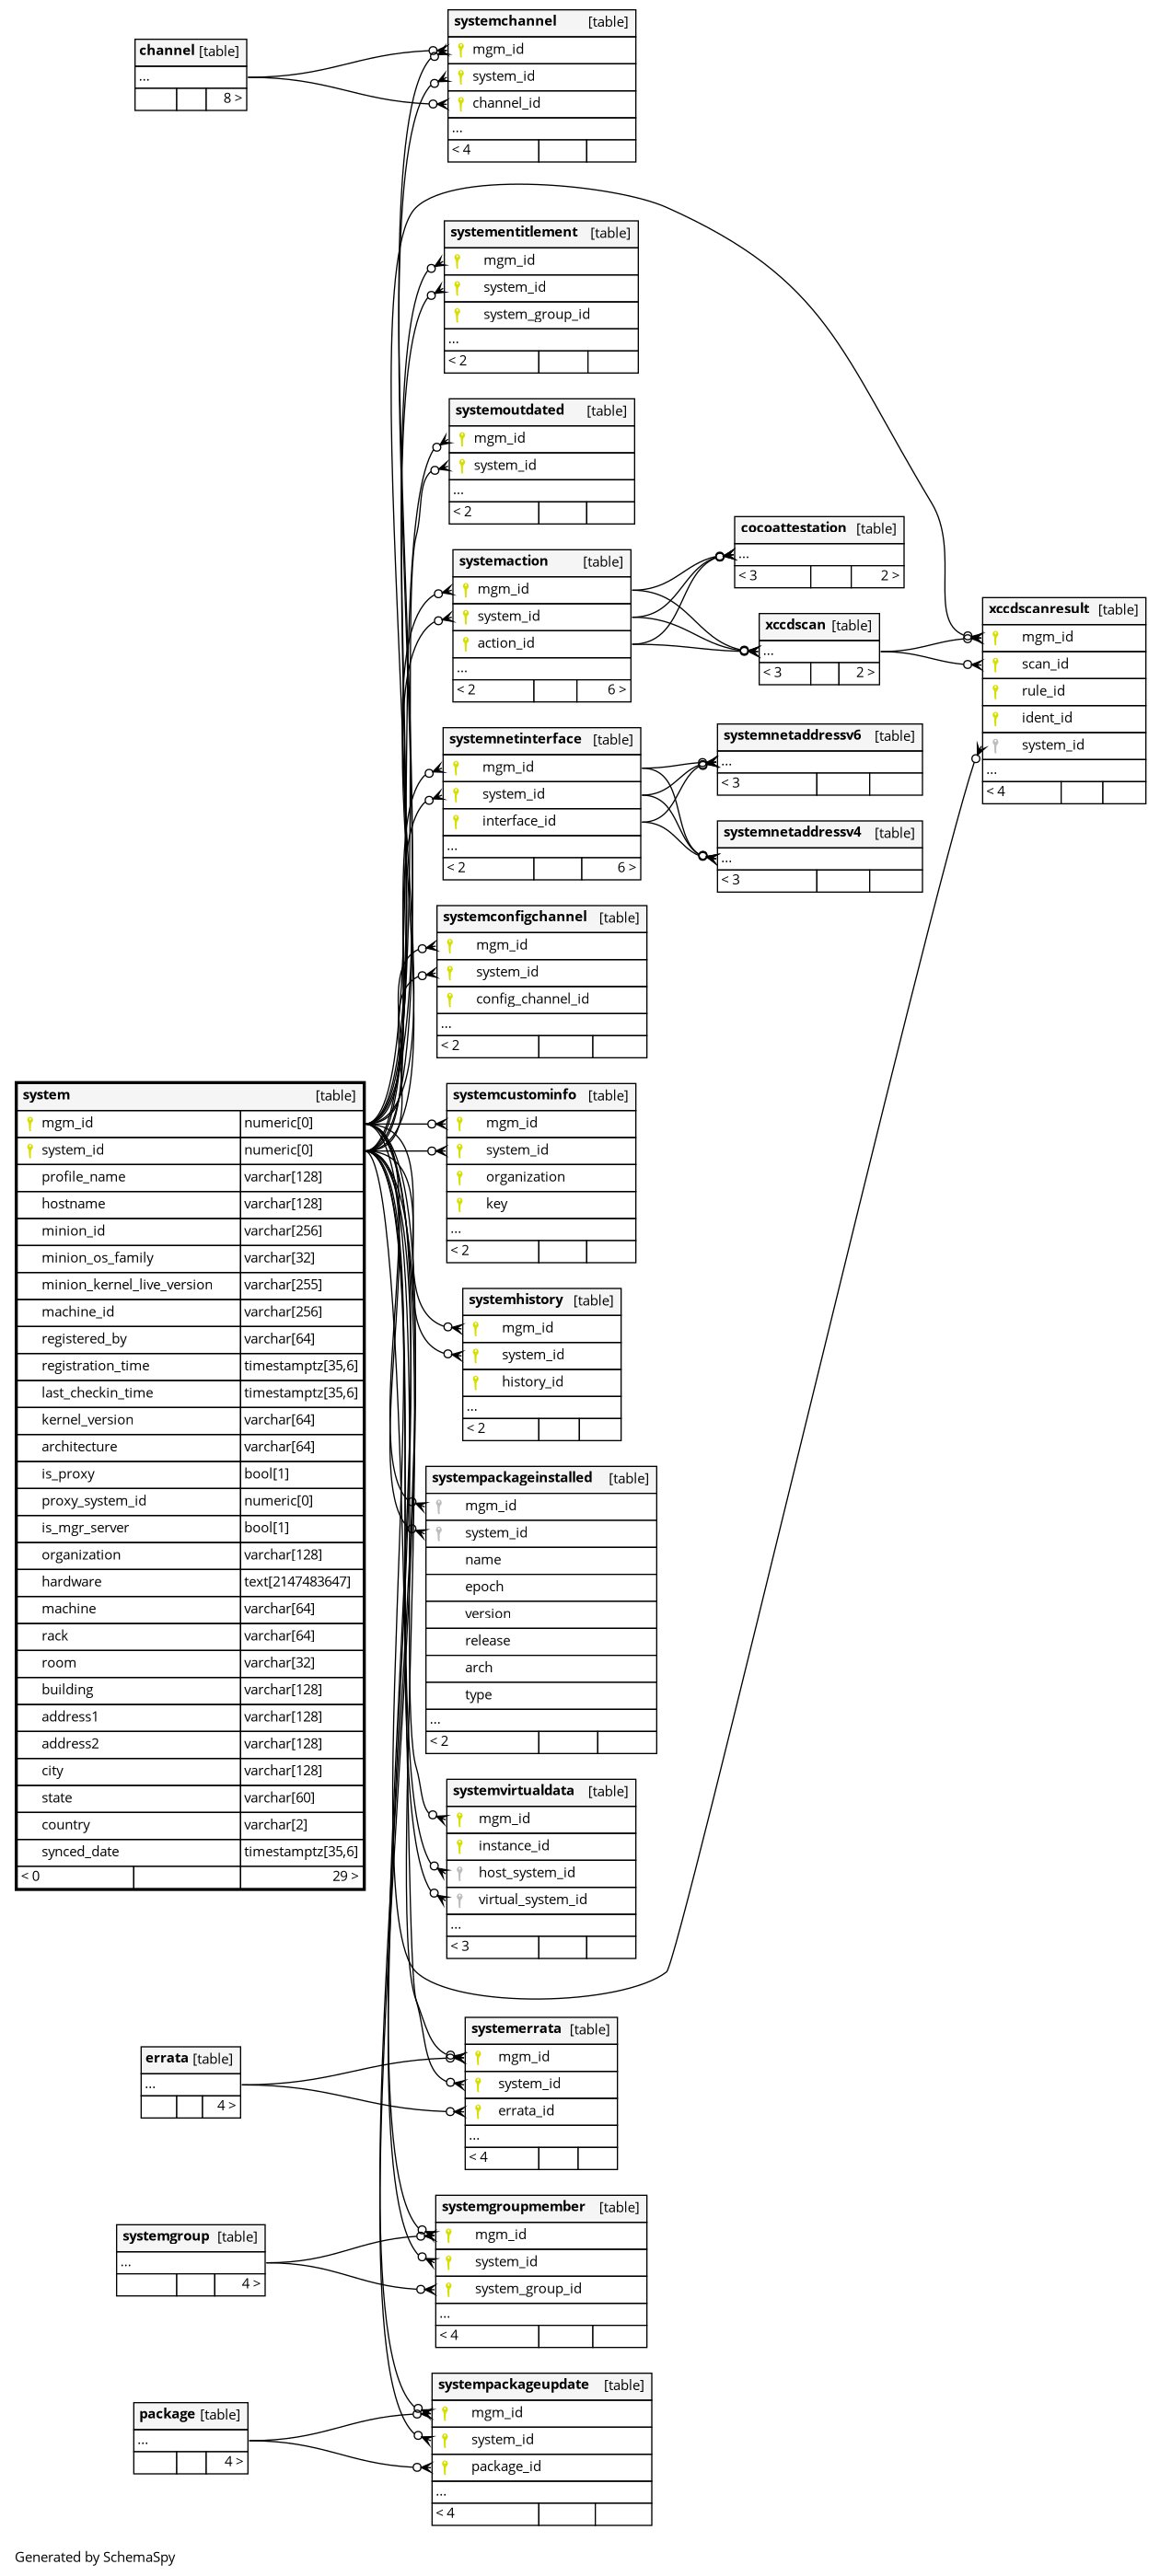 systemchannel [table]
mgm_id
system_id
channel_id
...
< 4
channel [table]
...
8 >
systementitlement [table]
mgm_id
system_id
system_group_id
...
< 2
systemoutdated [table]
mgm_id
system_id
...
< 2
systemaction [table]
mgm_id
system_id
action_id
...
< 2 6 >
cocoattestation [table]
...
< 3 2 >
xccdscan [table]
...
< 3 2 >
xccdscanresult [table]
mgm_id
scan_id
rule_id
ident_id
system_id
...
< 4
systemnetinterface [table]
mgm_id
system_id
interface_id
...
< 2 6 >
systemnetaddressv6 [table]
...
< 3
systemnetaddressv4 [table]
...
< 3
systemconfigchannel [table]
mgm_id
system_id
config_channel_id
...
< 2
system [table]
mgm_id numeric[0]
system_id numeric[0]
profile_name varchar[128]
hostname varchar[128]
minion_id varchar[256]
minion_os_family varchar[32]
minion_kernel_live_version varchar[255]
machine_id varchar[256]
registered_by varchar[64]
registration_time timestamptz[35,6]
last_checkin_time timestamptz[35,6]
kernel_version varchar[64]
architecture varchar[64]
is_proxy bool[1]
proxy_system_id numeric[0]
is_mgr_server bool[1]
organization varchar[128]
hardware text[2147483647]
machine varchar[64]
rack varchar[64]
room varchar[32]
building varchar[128]
address1 varchar[128]
address2 varchar[128]
city varchar[128]
state varchar[60]
country varchar[2]
synced_date timestamptz[35,6]
< 0 29 >
systemcustominfo [table]
mgm_id
system_id
organization
key
...
< 2
systemhistory [table]
mgm_id
system_id
history_id
...
< 2
systempackageinstalled [table]
mgm_id
system_id
name
epoch
version
release
arch
type
...
< 2
systemvirtualdata [table]
mgm_id
instance_id
host_system_id
virtual_system_id
...
< 3
systemerrata [table]
mgm_id
system_id
errata_id
...
< 4
errata [table]
...
4 >
systemgroupmember [table]
mgm_id
system_id
system_group_id
...
< 4
systemgroup [table]
...
4 >
systempackageupdate [table]
mgm_id
system_id
package_id
...
< 4
package [table]
...
4 >
Generated by SchemaSpy